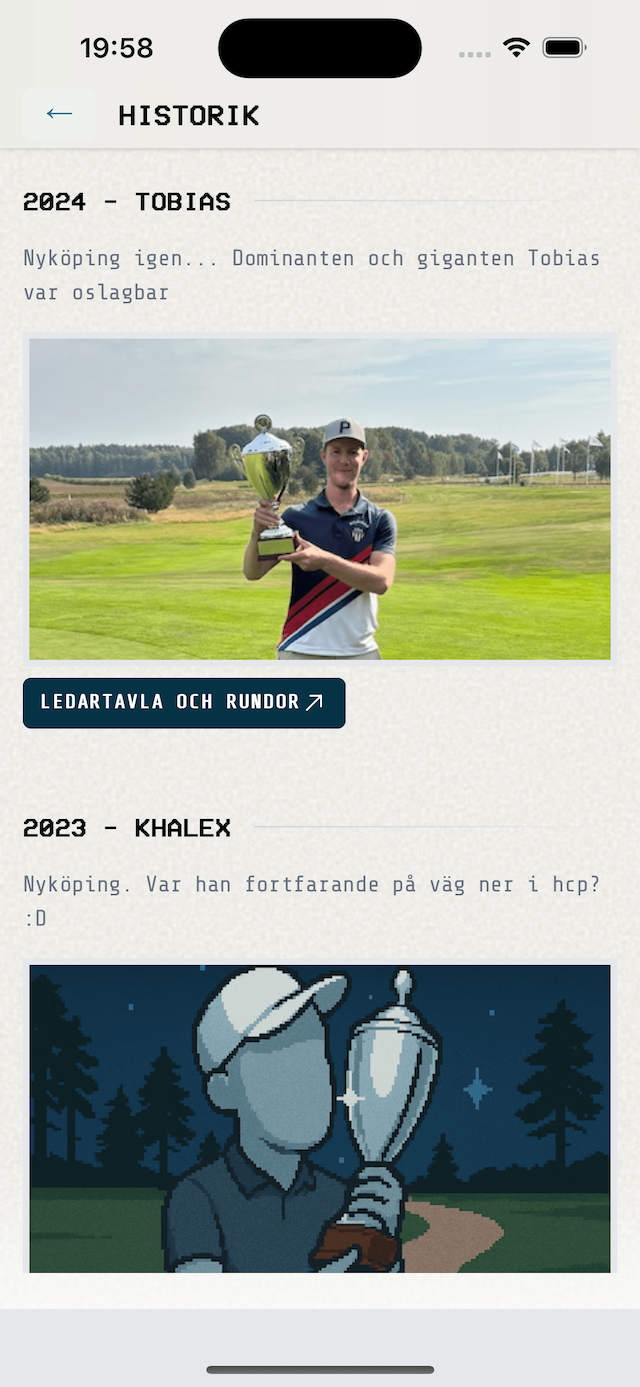 19:58
← HISTORIK
2024 - TOBIAS
Nyköping igen... Dominanten och giganten Tobias
var oslagbar
P
LEDARTAVLA OCH RUNDOR ↗
2023 - KHALEX
Nyköping. Var han fortfarande på väg ner i hcp?
:D